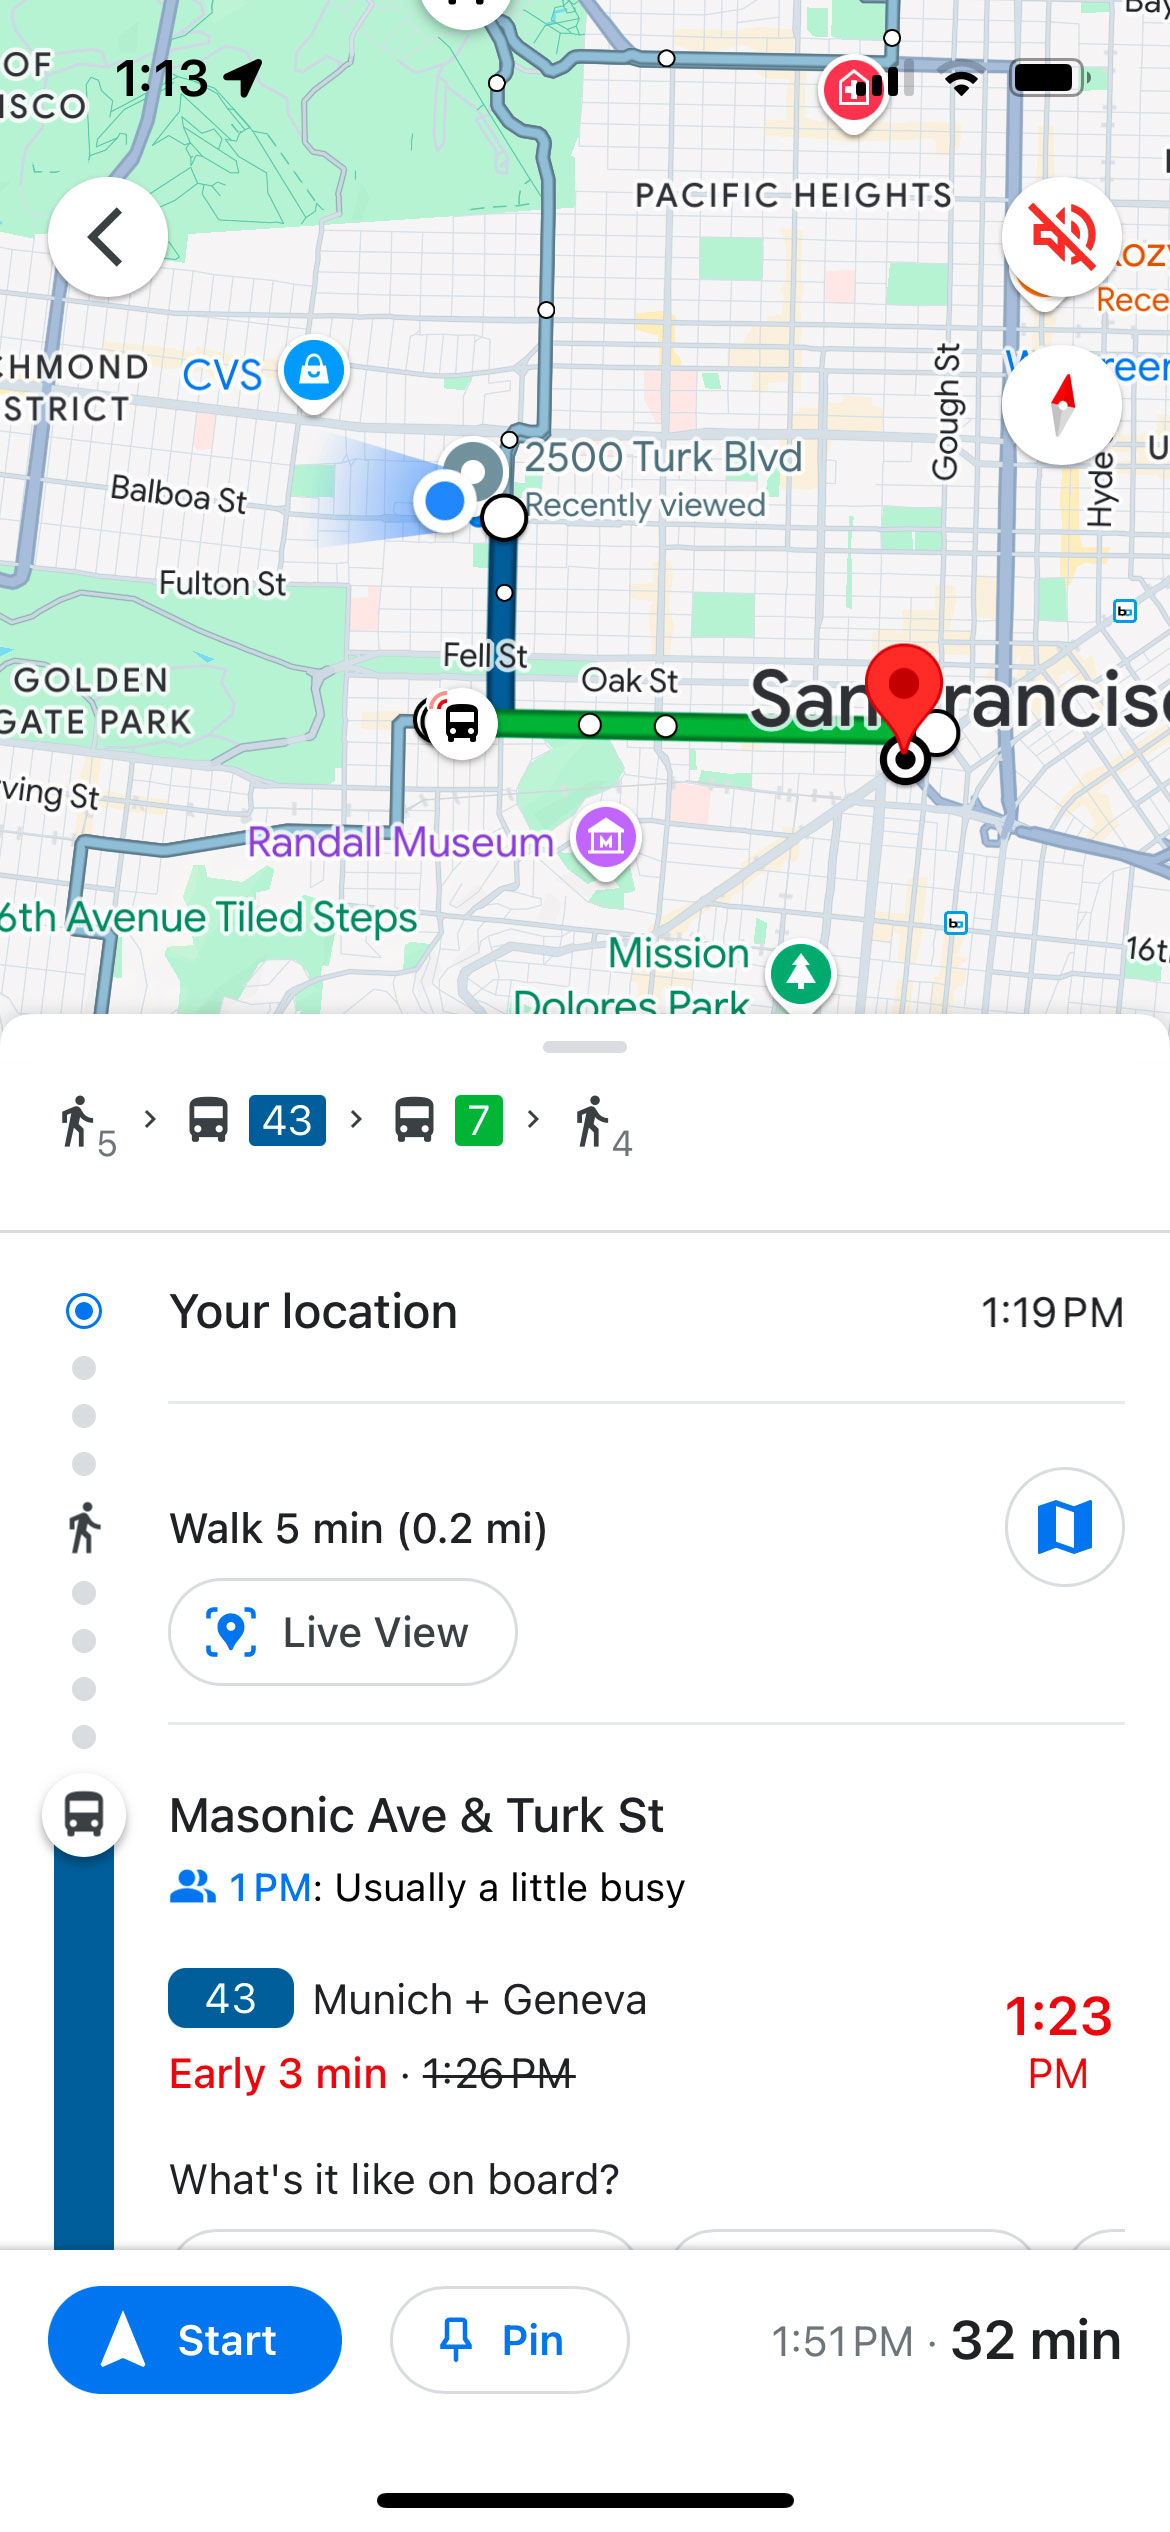 OF
1:13
ISCO
PACIFIC HEIGHTS
Rece
CHMOND
STRICT
CVS
Gough St
2500 Turk Blvd
Recently viewed
Balboa St
Hyde
Fulton St
Fell St
Oak St
GOLDEN
GATE PARK
San Francisc
ving St
Randall Museum
M
6th Avenue Tiled Steps
Mission
Dolores Park
16t
5
43
7
4
Your location
1:19 PM
Walk 5 min (0.2 mi)
Live View
Masonic Ave & Turk St
1 PM: Usually a little busy
43 Munich + Geneva
1:23
PM
Early 3 min · 1:26 PM
What's it like on board?
Start
Pin
1:51 PM · 32 min